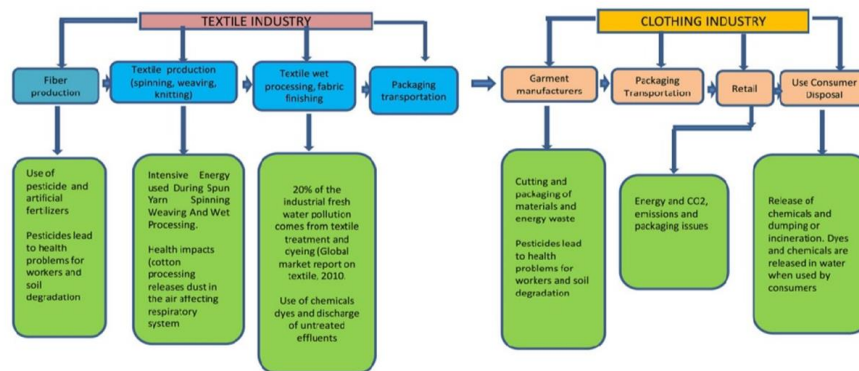 TEXTILE INDUSTRY
CLOTHING INDUSTRY
Fiber
production
Textile production
(spinning, weaving,
knitting)
Textile wet
processing, fabric
finishing
Packaging
transportation
Garment
manufacturers
Packaging
Transportation
Retail
Use Consumer
Disposal
Use of
pesticide and
artificial
fertilizers
Pesticides lead
to health
problems for
workers and
soil
degradation
Intensive Energy
used During Spun
Yarn Spinning
Weaving And Wet
Processing.
Health impacts
(cotton
processing
releases dust in
the air affecting
respiratory
system
20% of the
industrial fresh
water pollution
comes from textile
treatment and
cyeing (Global
market report on
textile, 2010.
Use of chemicals
dyes and discharge
of untreated
effluents
Cutting and
packaging of
materials and
energy waste
Pesticides lead
to health
problems for
workers and soil
degradation
Energy and CO2,
emissions and
packaging issues
Release of
chemicals and
dumping or
incineration. Dyes
and chemicals are
released in water
when used by
consumers